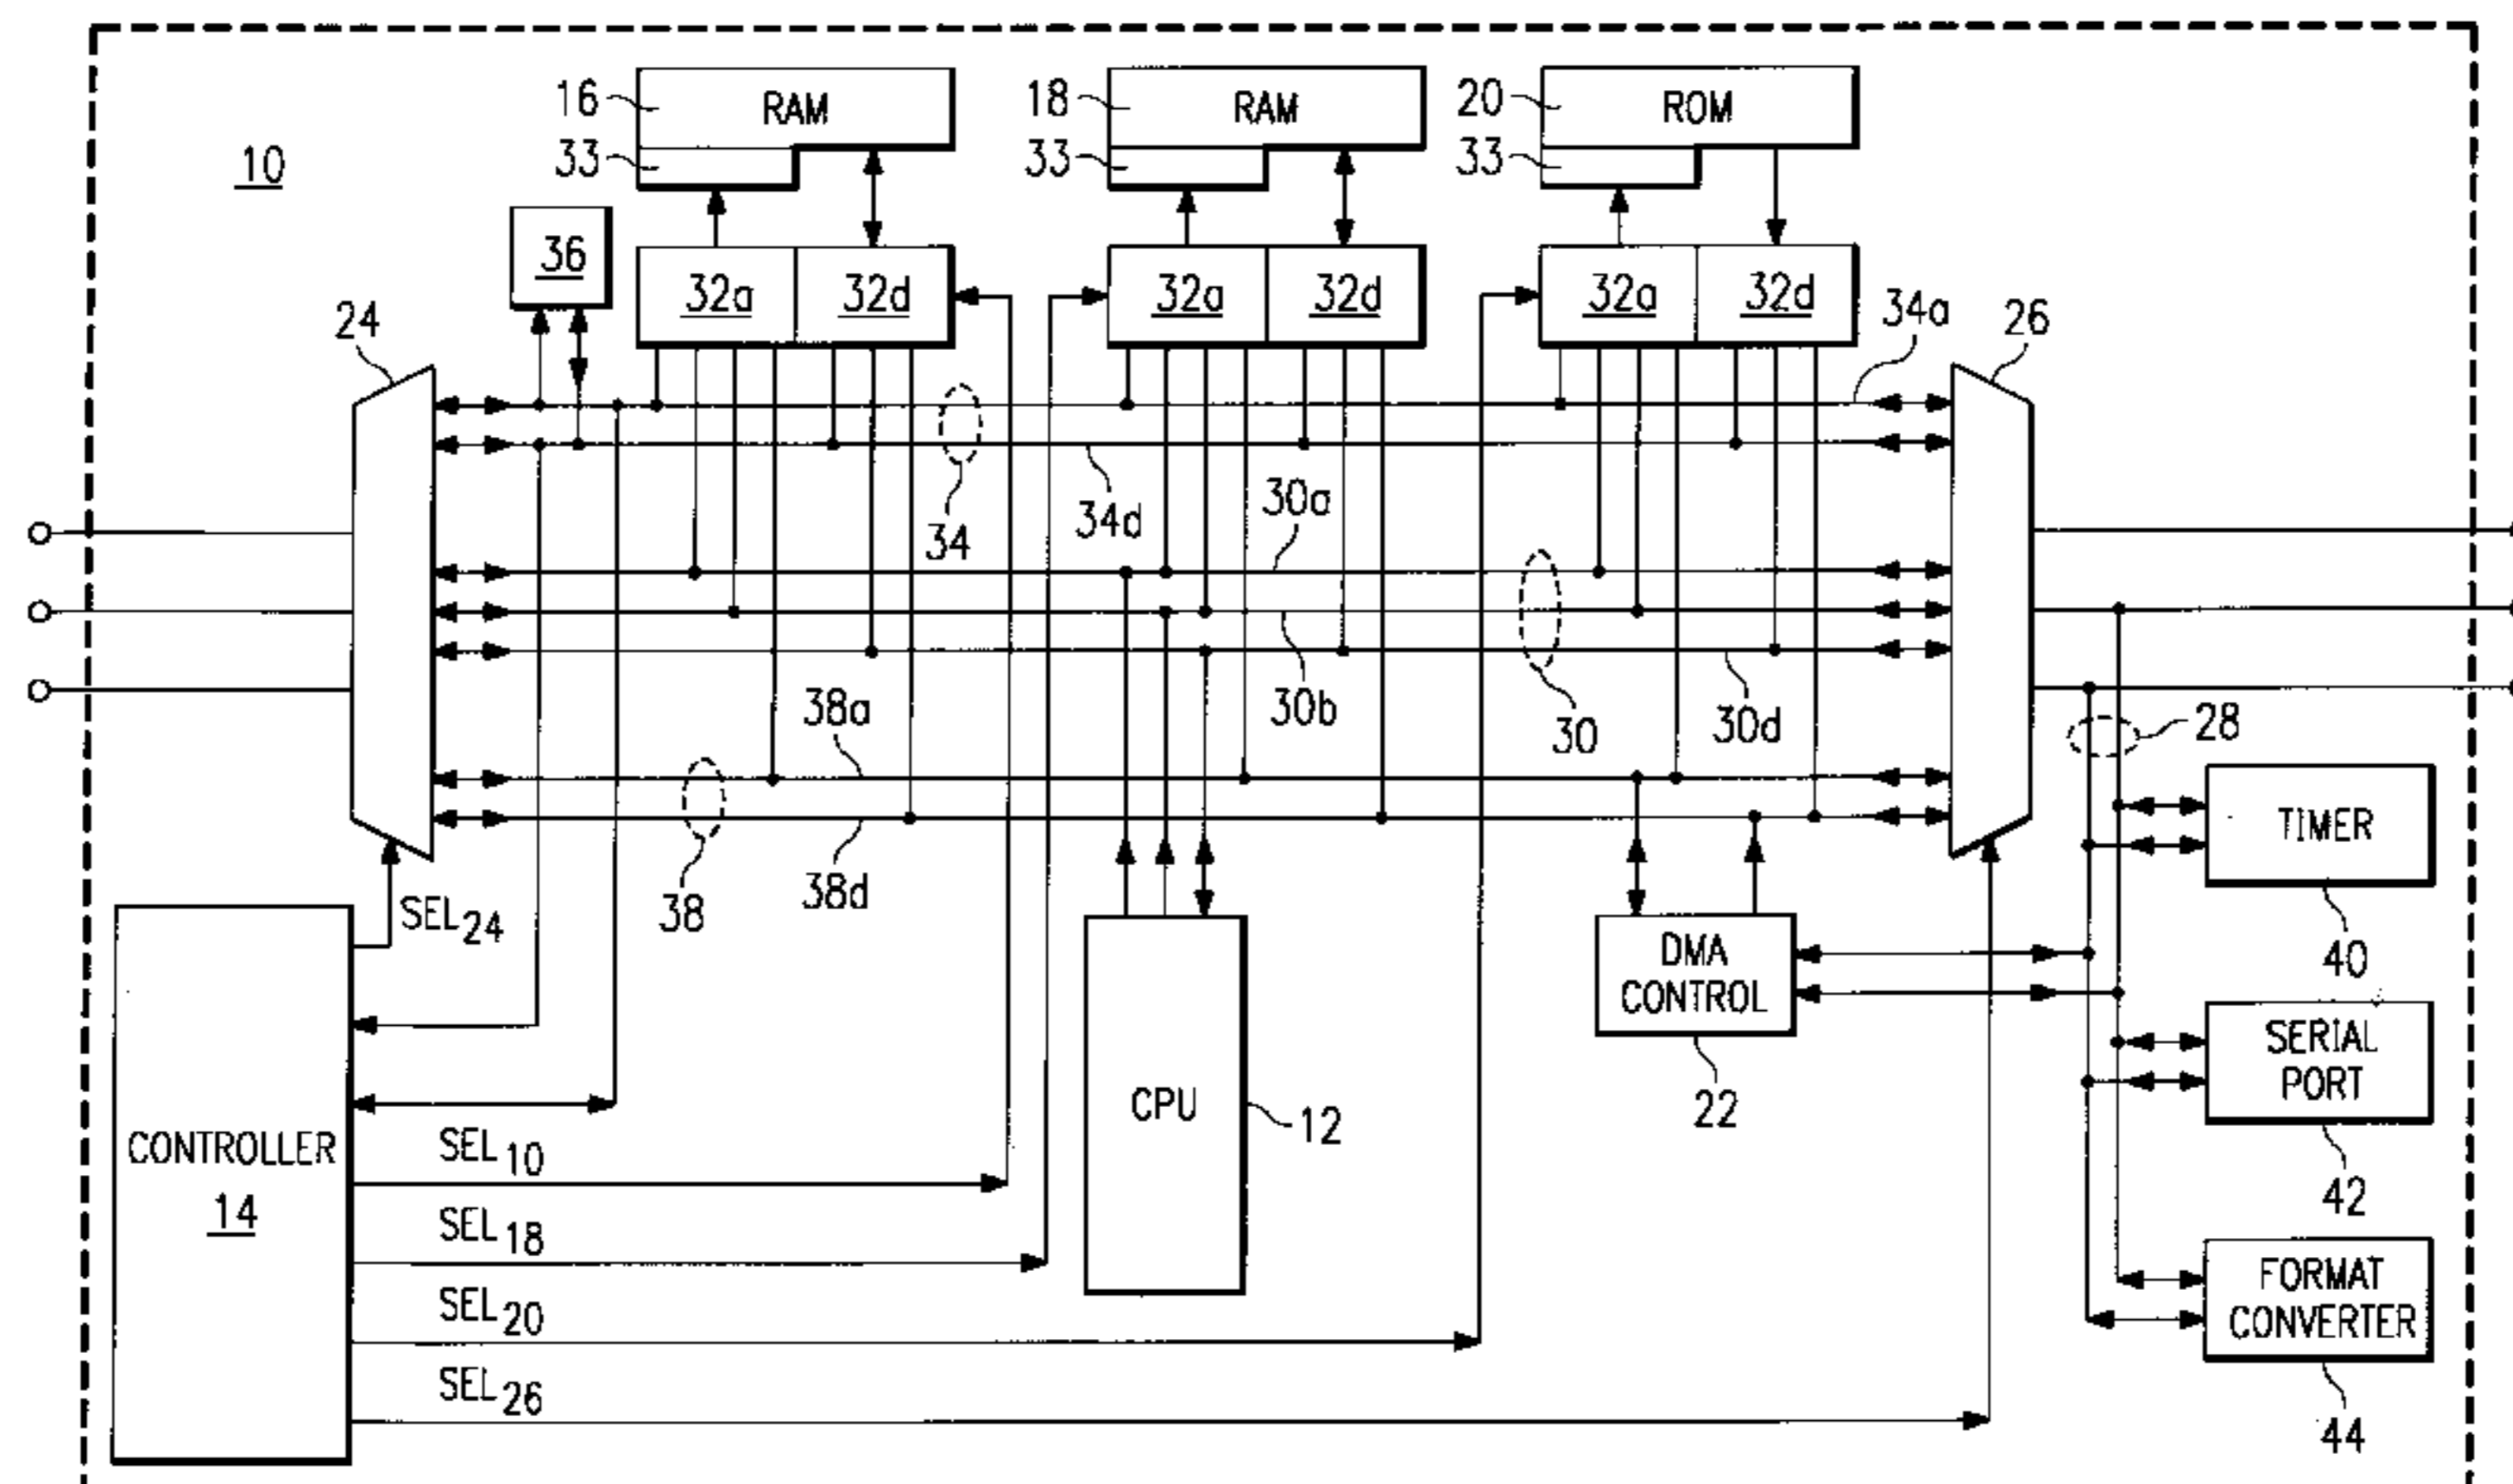 16
RAM
33
18
RAM
33
20
ROM
33
10
36
32a
32d
32a
32d
32a
32d
34a
26
24
34
34d
30a
30
30b
30d
28
38a
38
38d
SEL24
TIMER
40
DMA
CONTROL
22
SERIAL
PORT
42
CPU
12
CONTROLLER
14
SEL10
SEL18
SEL20
SEL26
FORMAT
CONVERTER
44